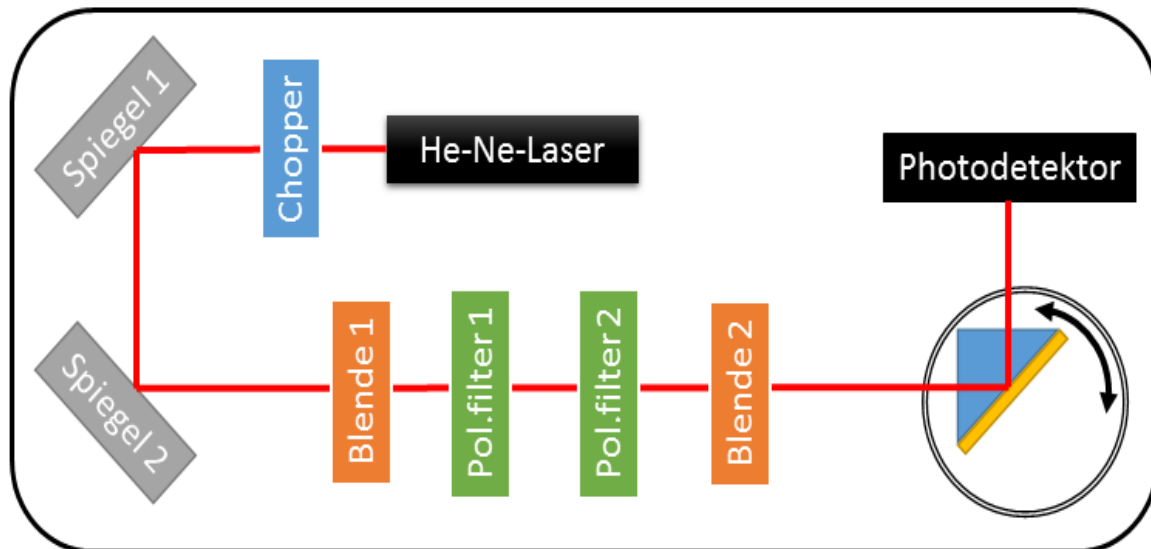 Spiegel 1
Chopper
He-Ne-Laser
Photodetektor
Spiegel 2
Blende 1
Pol.filter 1
Pol.filter 2
Blende 2